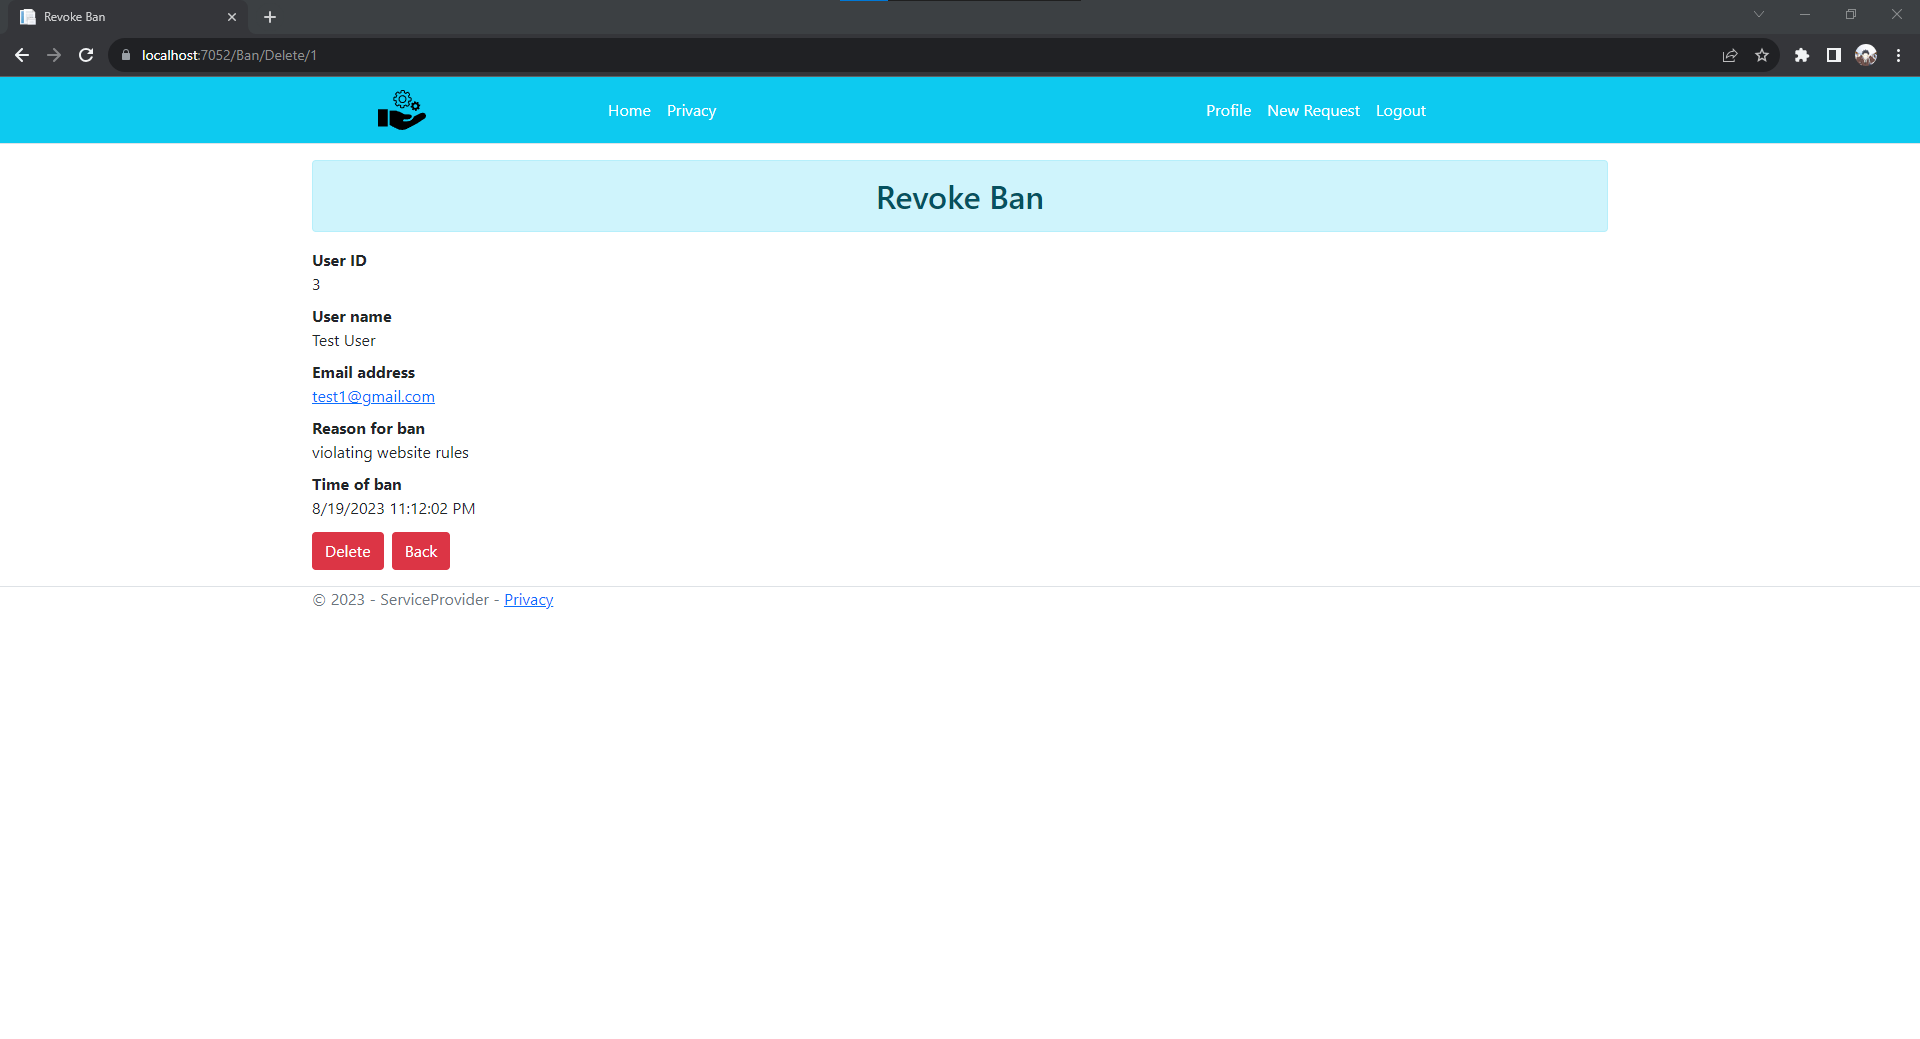 Revoke Ban
localhost:7052/Ban/Delete/1
Home Privacy Profile New Request Logout
Revoke Ban
User ID
3
User name
Test User
Email address
test1@gmail.com
Reason for ban
violating website rules
Time of ban
8/19/2023 11:12:02 PM
Delete Back
© 2023 - ServiceProvider - Privacy